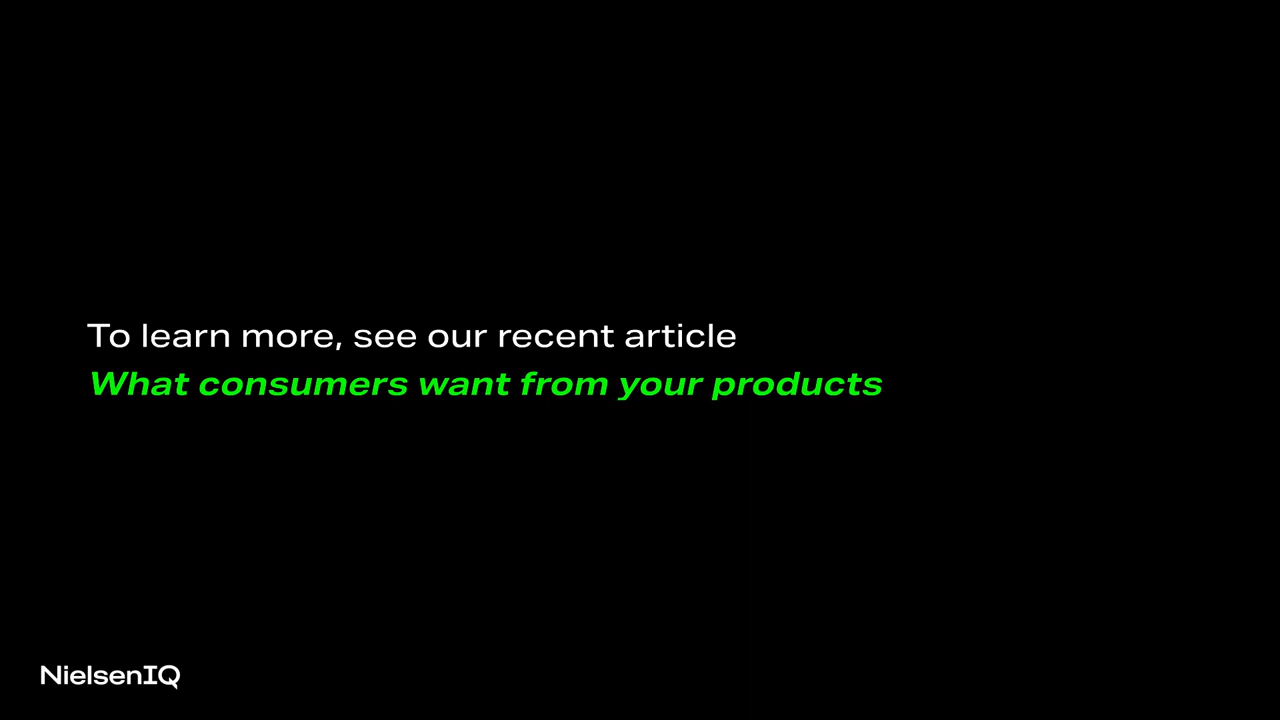 To learn more, see our recent article
What consumers want from your products
NielsenIQ